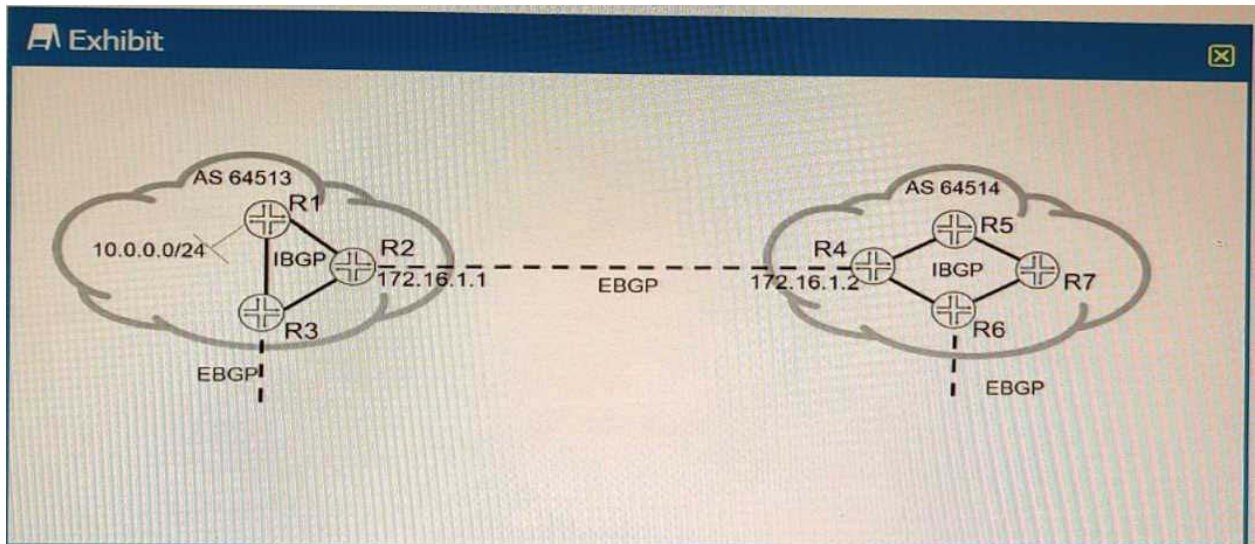 Exhibit
AS 64513
R1
10.0.0.0/24
IBGP
R2
172.16.1.1
R3
EBGP
EBGP
AS 64514
R5
R4
IBGP
172.16.1.2
R7
R6
EBGP